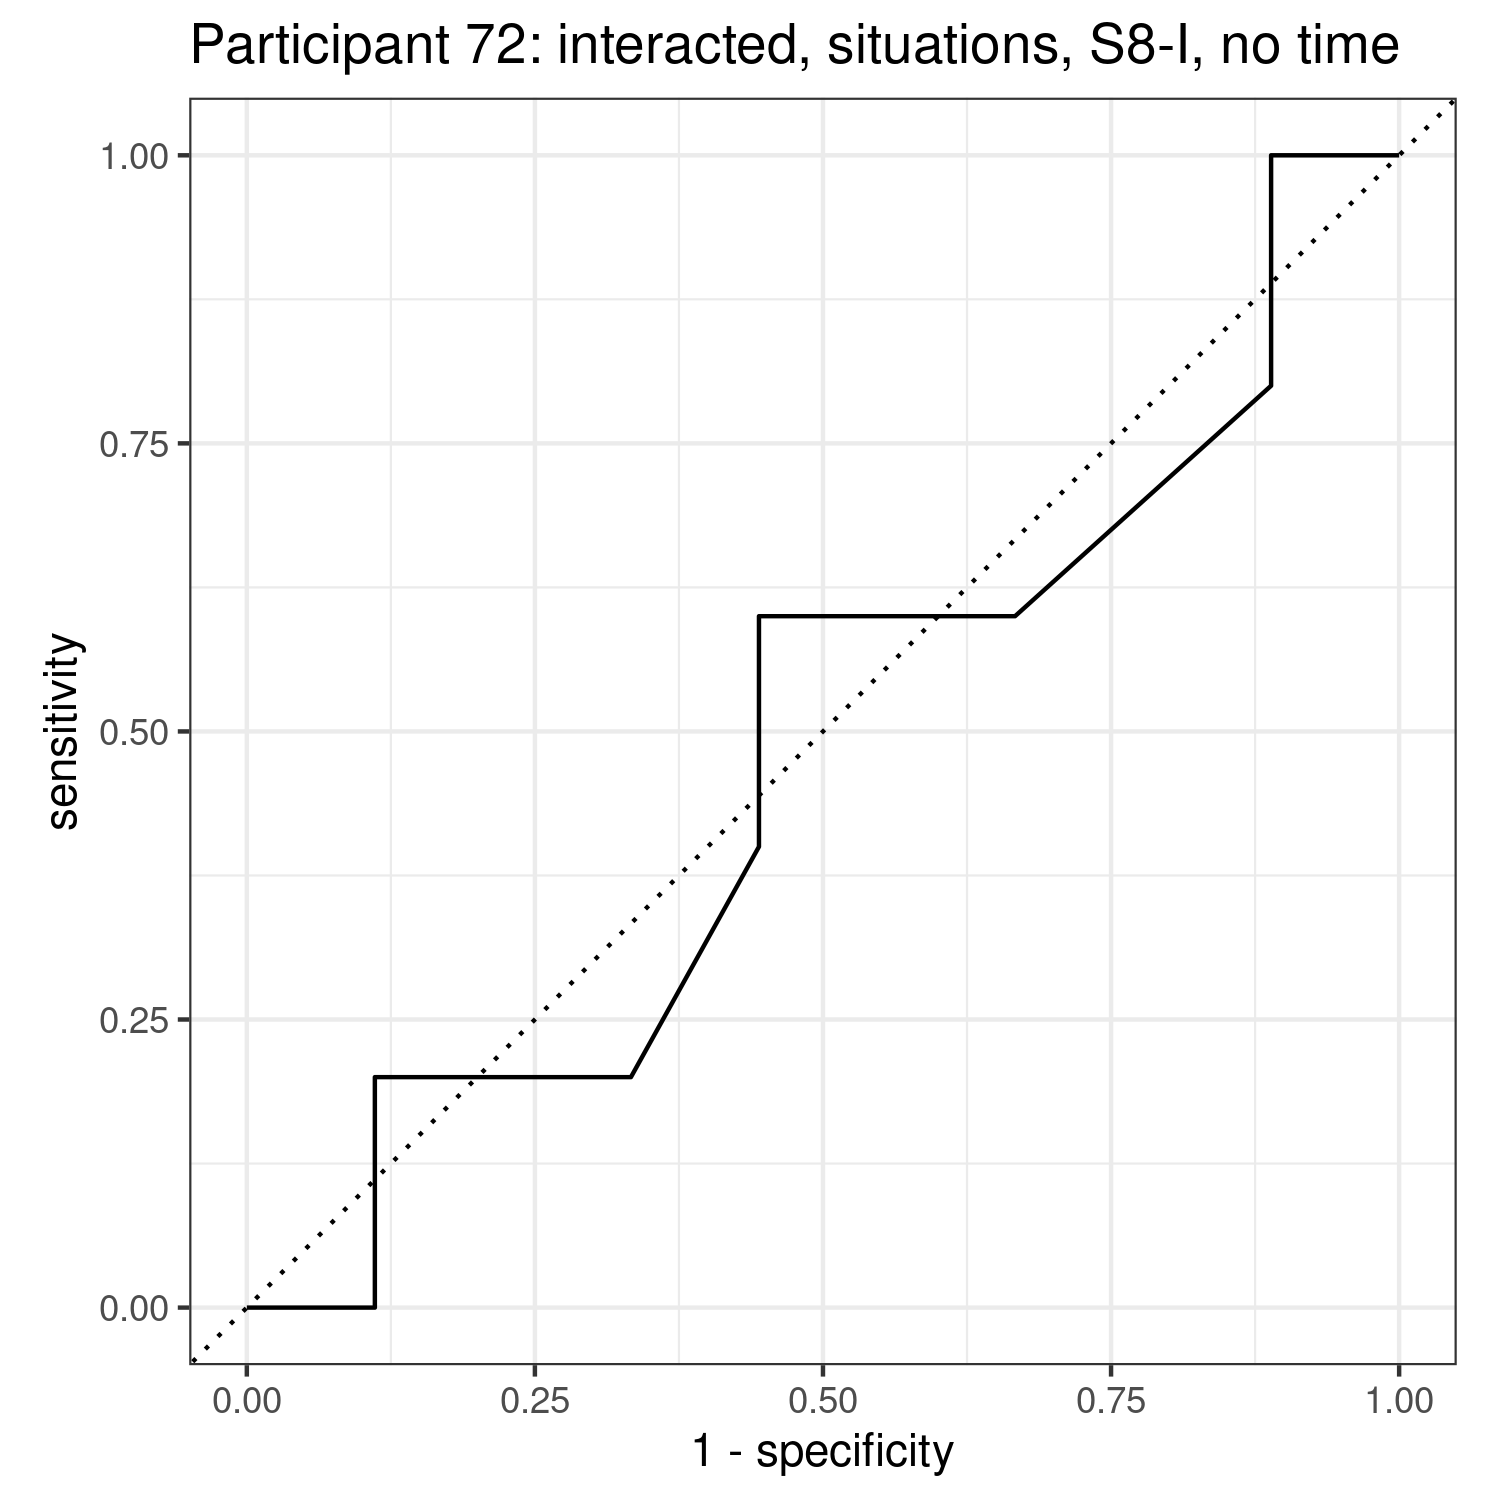 Participant 72: interacted, situations, S8-I, no time
1.00
0.75
0.50
0.25
0.00
sensitivity
0.00 0.25 0.50 0.75 1.00
1 - specificity